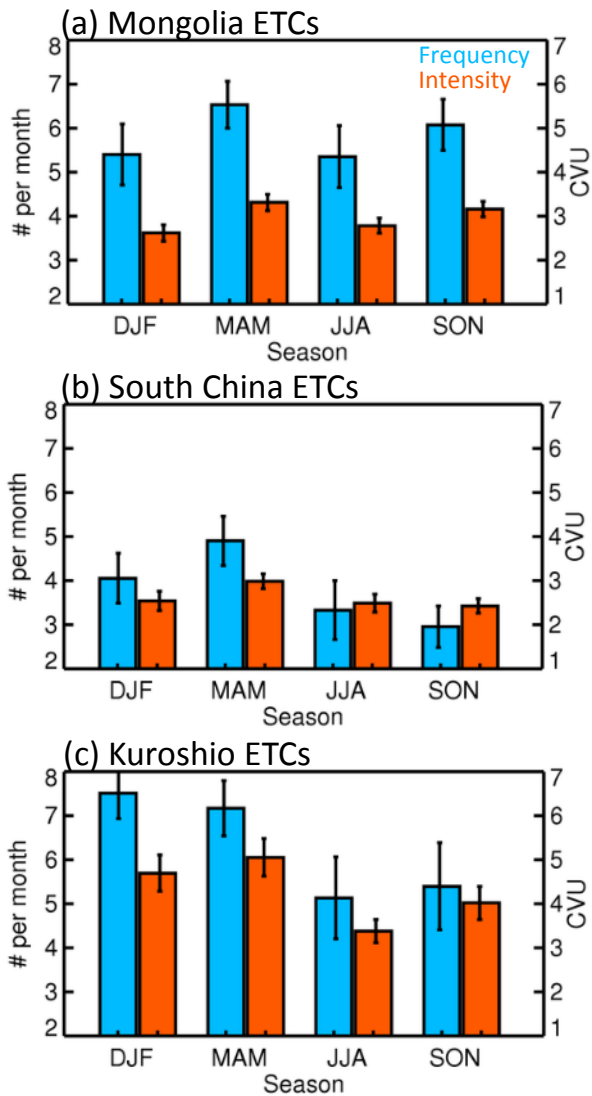 (a) Mongolia ETCs
Frequency
Intensity
8
7
6
5
4
3
2
# per month
7
6
5
4
3
2
1
CVU
DJF MAM JJA SON
Season
(b) South China ETCs
8
7
6
5
4
3
2
# per month
7
6
5
4
3
2
1
CVU
DJF MAM JJA SON
Season
(c) Kuroshio ETCs
8
7
6
5
4
3
2
# per month
7
6
5
4
3
2
1
CVU
DJF MAM JJA SON
Season